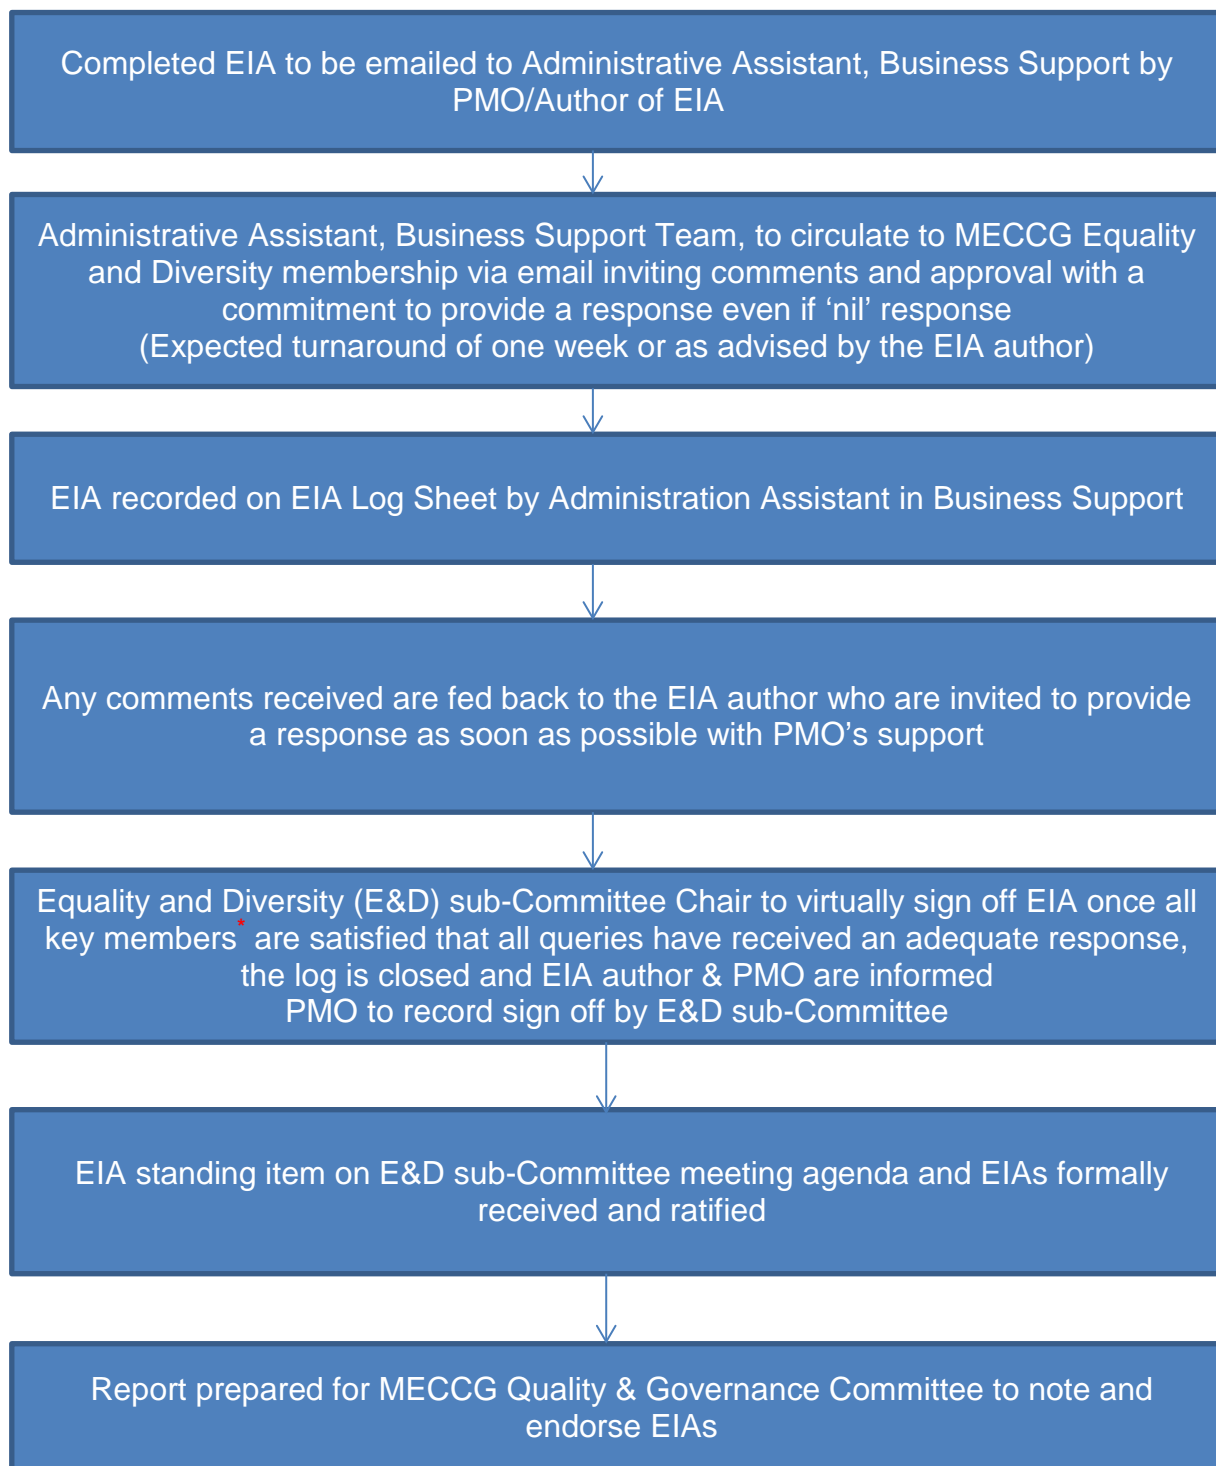 Completed EIA to be emailed to Administrative Assistant, Business Support by
PMO/Author of EIA
Administrative Assistant, Business Support Team, to circulate to MECCG Equality
and Diversity membership via email inviting comments and approval with a
commitment to provide a response even if ‘nil’ response
(Expected turnaround of one week or as advised by the EIA author)
EIA recorded on EIA Log Sheet by Administration Assistant in Business Support
Any comments received are fed back to the EIA author who are invited to provide
a response as soon as possible with PMO’s support
Equality and Diversity (E&D) sub-Committee Chair to virtually sign off EIA once all
key members* are satisfied that all queries have received an adequate response,
the log is closed and EIA author & PMO are informed
PMO to record sign off by E&D sub-Committee
EIA standing item on E&D sub-Committee meeting agenda and EIAs formally
received and ratified
Report prepared for MECCG Quality & Governance Committee to note and
endorse EIAs